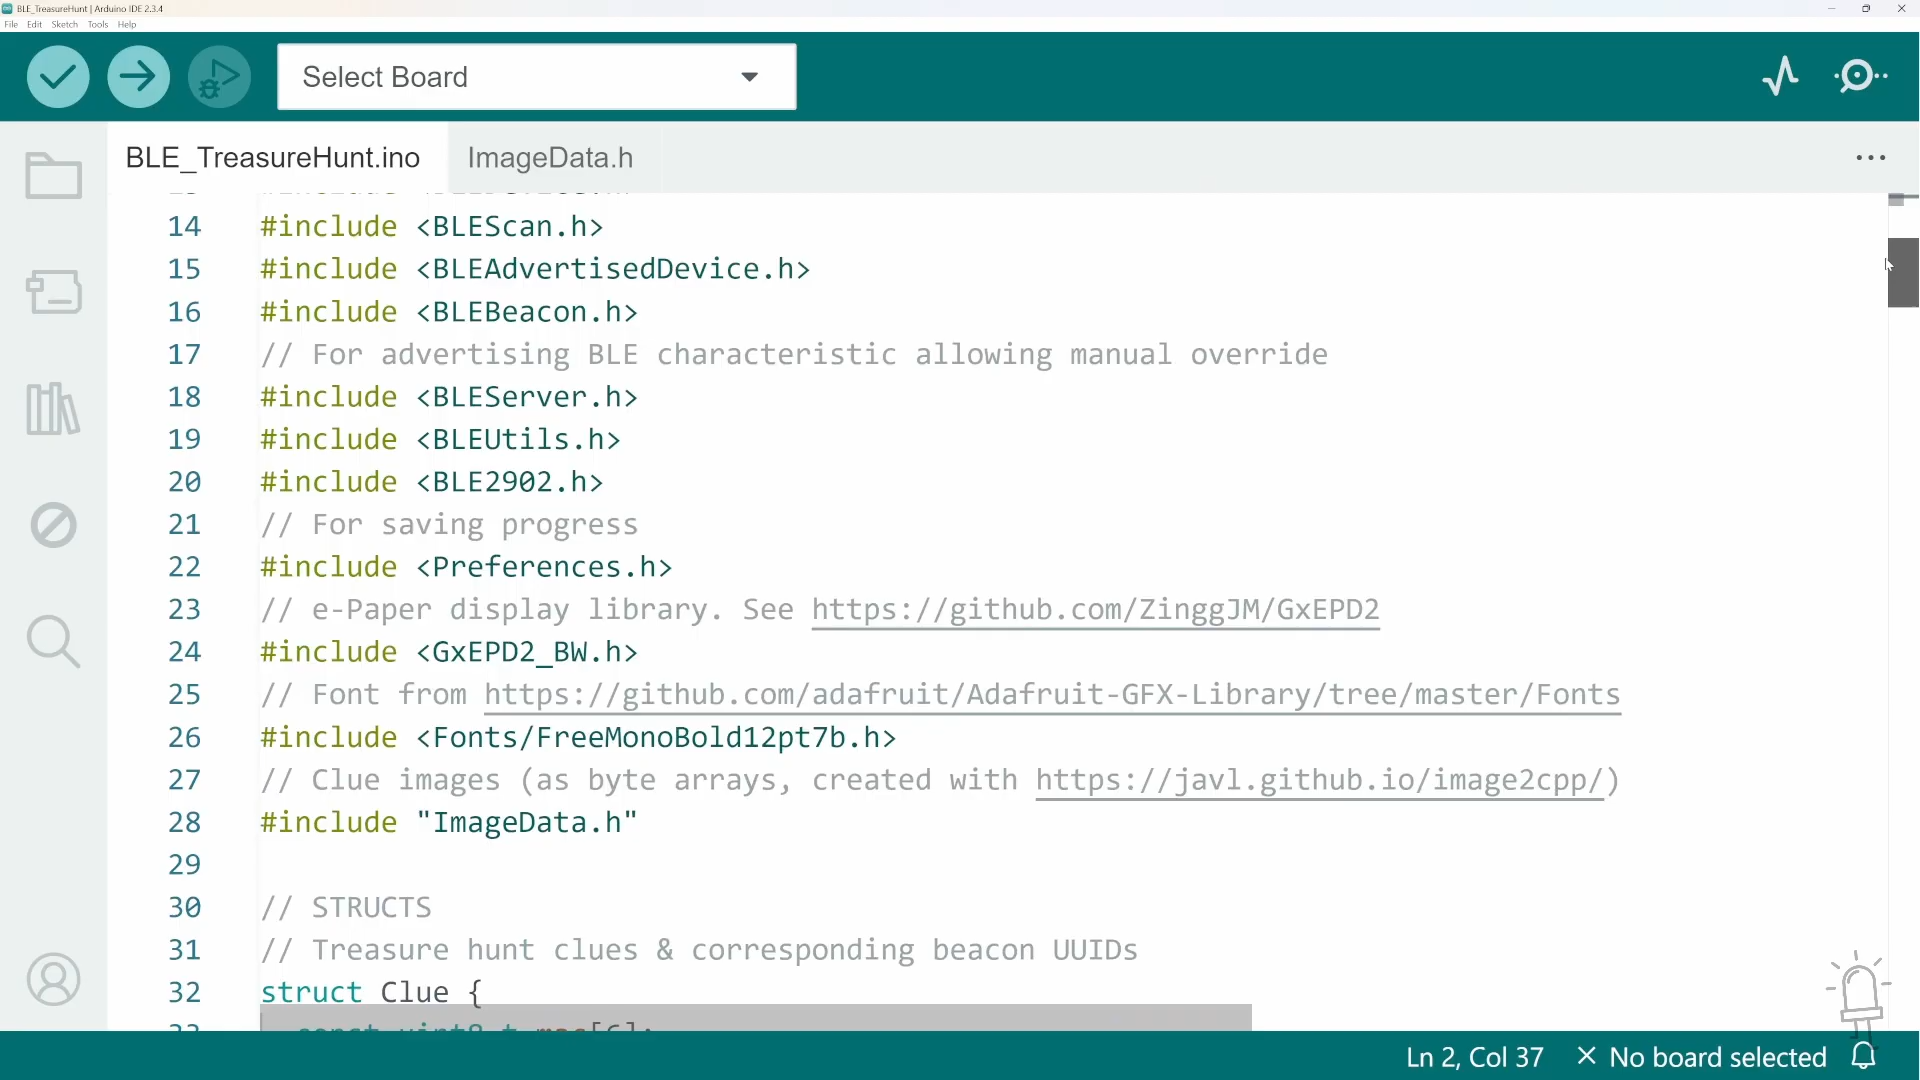 BLE_TreasureHunt | Arduino IDE 2.3.4
File Edit Sketch Tools Help
Select Board
BLE_TreasureHunt.ino ImageData.h
14 #include <BLEScan.h>
15 #include <BLEAdvertisedDevice.h>
16 #include <BLEBeacon.h>
17 // For advertising BLE characteristic allowing manual override
18 #include <BLEServer.h>
19 #include <BLEUtils.h>
20 #include <BLE2902.h>
21 // For saving progress
22 #include <Preferences.h>
23 // e-Paper display library. See https://github.com/ZinggJM/GxEPD2
24 #include <GxEPD2_BW.h>
25 // Font from https://github.com/adafruit/Adafruit-GFX-Library/tree/master/Fonts
26 #include <Fonts/FreeMonoBold12pt7b.h>
27 // Clue images (as byte arrays, created with https://javl.github.io/image2cpp/)
28 #include "ImageData.h"
29
30 // STRUCTS
31 // Treasure hunt clues & corresponding beacon UUIDs
32 struct Clue {
33 const uint8_t mac[6];
Ln 2, Col 37 No board selected